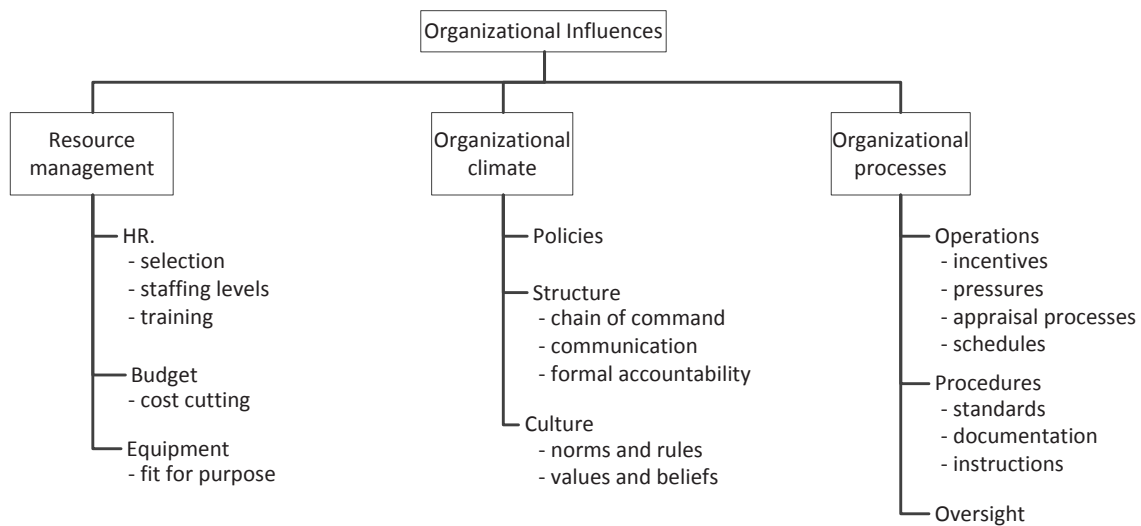 Organizational Influences
Resource
management
Organizational
climate
Organizational
processes
HR.
- selection
- staffing levels
- training
Budget
- cost cutting
Equipment
- fit for purpose
Policies
Structure
- chain of command
- communication
- formal accountability
Culture
- norms and rules
- values and beliefs
Operations
- incentives
- pressures
- appraisal processes
- schedules
Procedures
- standards
- documentation
- instructions
Oversight